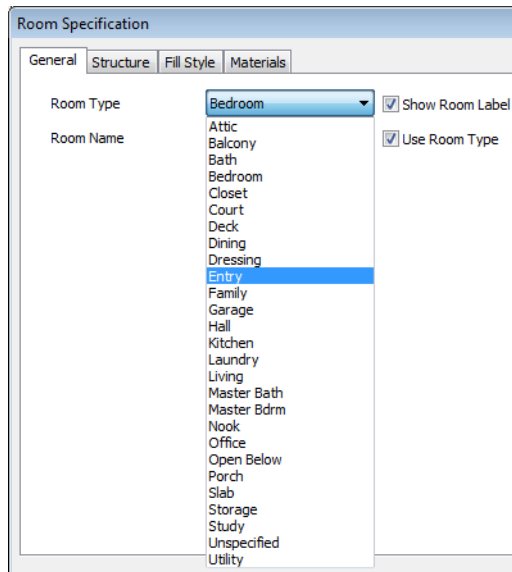 Room Specification
General Structure Fill Style Materials
Room Type Bedroom Show Room Label
Room Name Use Room Type
Attic
Balcony
Bath
Bedroom
Closet
Court
Deck
Dining
Dressing
Entry
Family
Garage
Hall
Kitchen
Laundry
Living
Master Bath
Master Bdrm
Nook
Office
Open Below
Porch
Slab
Storage
Study
Unspecified
Utility